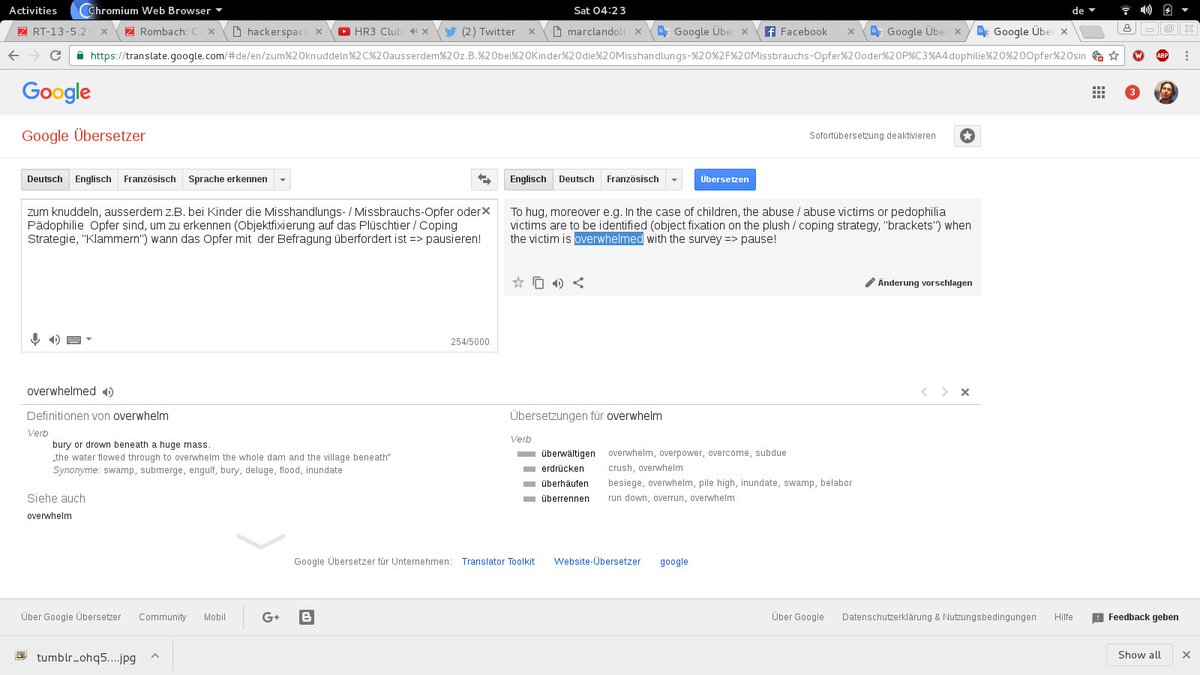 Activities Chromium Web Browser Sat 04:23 de
RT-13-5.2: Rombach: C hackerspace HR3 Club (2) Twitter marclandolt Google Über Facebook Google Über Google Über
https://translate.google.com/#de/en/zum%20knuddeln%2C%20ausserdem%20z.B.%20bei%20Kinder%20die%20Misshandlungs-%20%2F%20Missbrauchs-Opfer%20oder%20P%C3%A4dophilie%20%20Opfer%20sin
Google 3
Google Übersetzer Sofortübersetzung deaktivieren
Deutsch Englisch Französisch Sprache erkennen Englisch Deutsch Französisch Übersetzen
zum knuddeln, ausserdem z.B. bei Kinder die Misshandlungs- / Missbrauchs-Opfer oder
Pädophilie  Opfer sind, um zu erkennen (Objektfixierung auf das Plüschtier / Coping
Strategie, "Klammern") wann das Opfer mit  der Befragung überfordert ist => pausieren!
254/5000
To hug, moreover e.g. In the case of children, the abuse / abuse victims or pedophilia
victims are to be identified (object fixation on the plush / coping strategy, "brackets") when
the victim is overwhelmed with the survey => pause!
Änderung vorschlagen
overwhelmed
Definitionen von overwhelm
Verb
bury or drown beneath a huge mass.
„the water flowed through to overwhelm the whole dam and the village beneath“
Synonyme: swamp, submerge, engulf, bury, deluge, flood, inundate
Siehe auch
overwhelm
Übersetzungen für overwhelm
Verb
überwältigen overwhelm, overpower, overcome, subdue
erdrücken crush, overwhelm
überhäufen besiege, overwhelm, pile high, inundate, swamp, belabor
überrennen run down, overrun, overwhelm
Google Übersetzer für Unternehmen: Translator Toolkit Website-Übersetzer google
Über Google Übersetzer Community Mobil G+ B Über Google Datenschutzerklärung & Nutzungsbedingungen Hilfe Feedback geben
tumblr_ohq5....jpg Show all